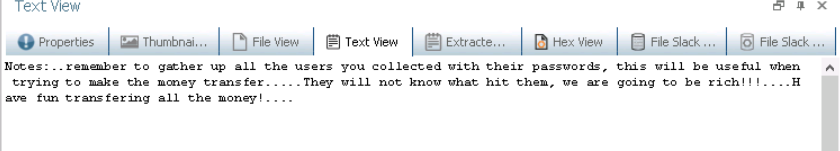 Text View
Properties Thumbnai... File View Text View Extracte... Hex View File Slack ... File Slack ...
Notes:..remember to gather up all the users you collected with their passwords, this will be useful when
trying to make the money transfer.....They will not know what hit them, we are going to be rich!!!....H
ave fun transfering all the money!....